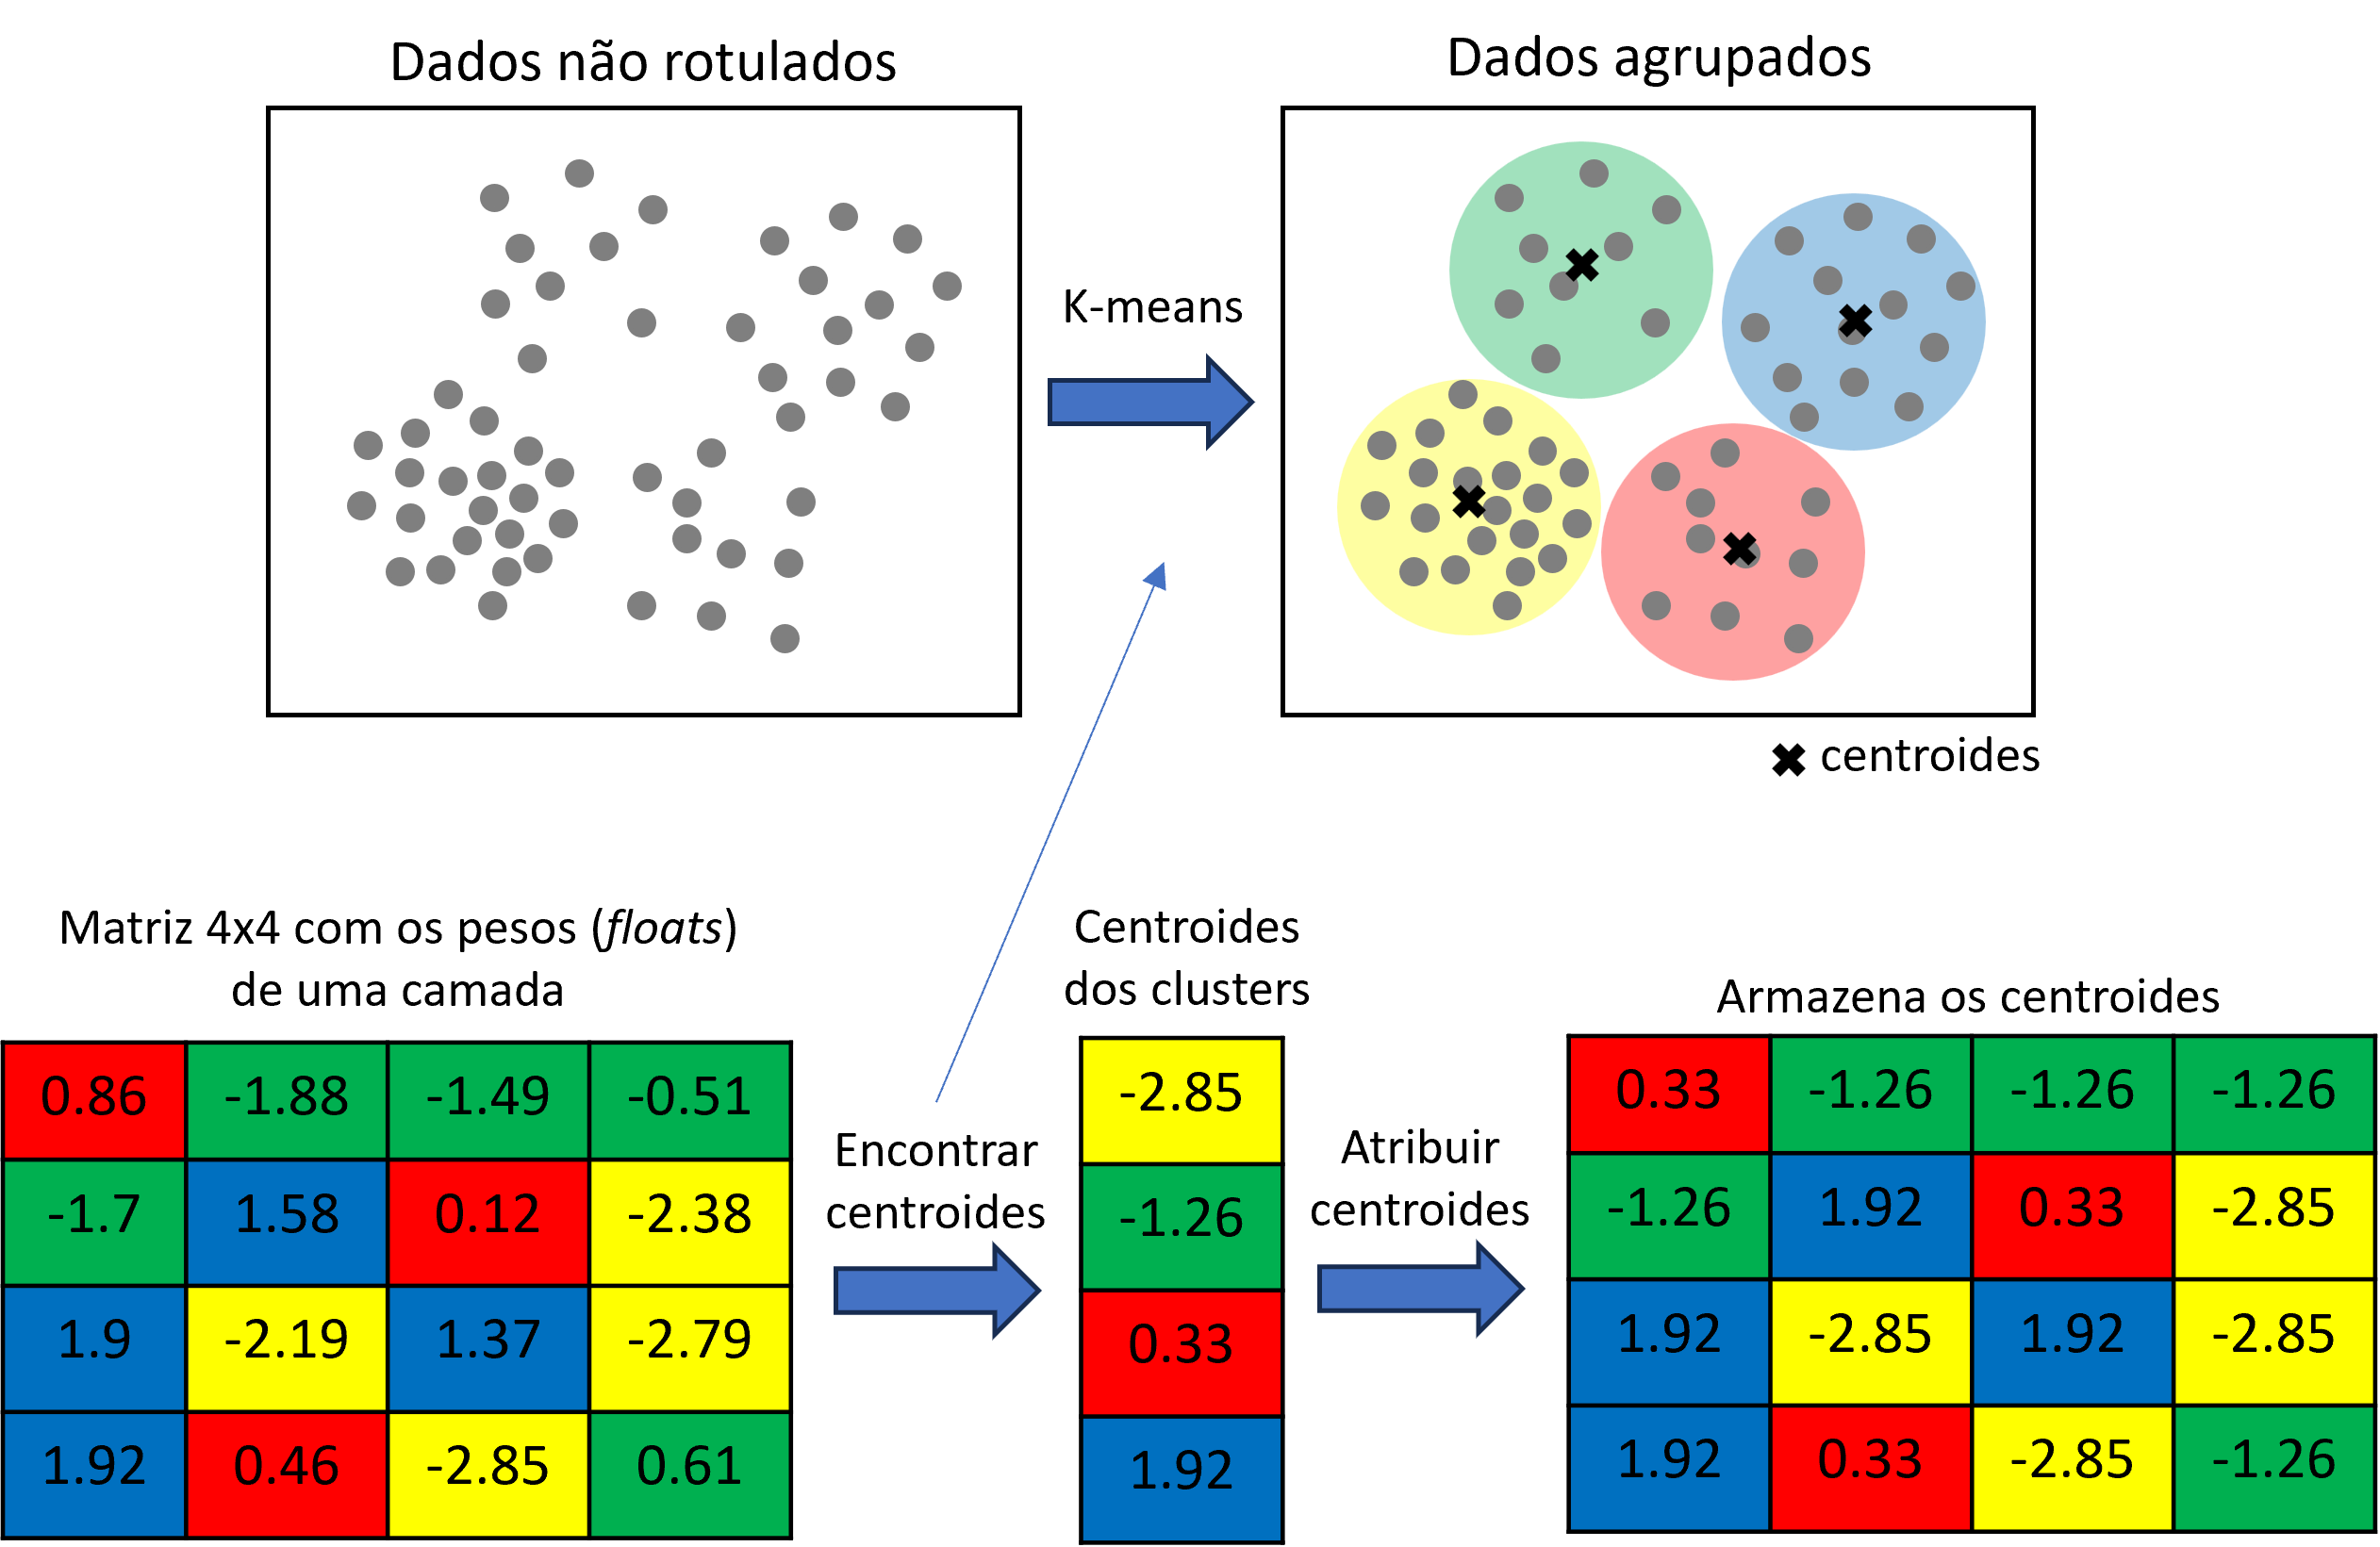 Dados não rotulados
Dados agrupados
K-means
centroides
Matriz 4x4 com os pesos (floats)
de uma camada
Centroides
dos clusters
Armazena os centroides
0.86 -1.88 -1.49 -0.51
-1.7 1.58 0.12 -2.38
1.9 -2.19 1.37 -2.79
1.92 0.46 -2.85 0.61
Encontrar
centroides
-2.85
-1.26
0.33
1.92
Atribuir
centroides
0.33 -1.26 -1.26 -1.26
-1.26 1.92 0.33 -2.85
1.92 -2.85 1.92 -2.85
1.92 0.33 -2.85 -1.26